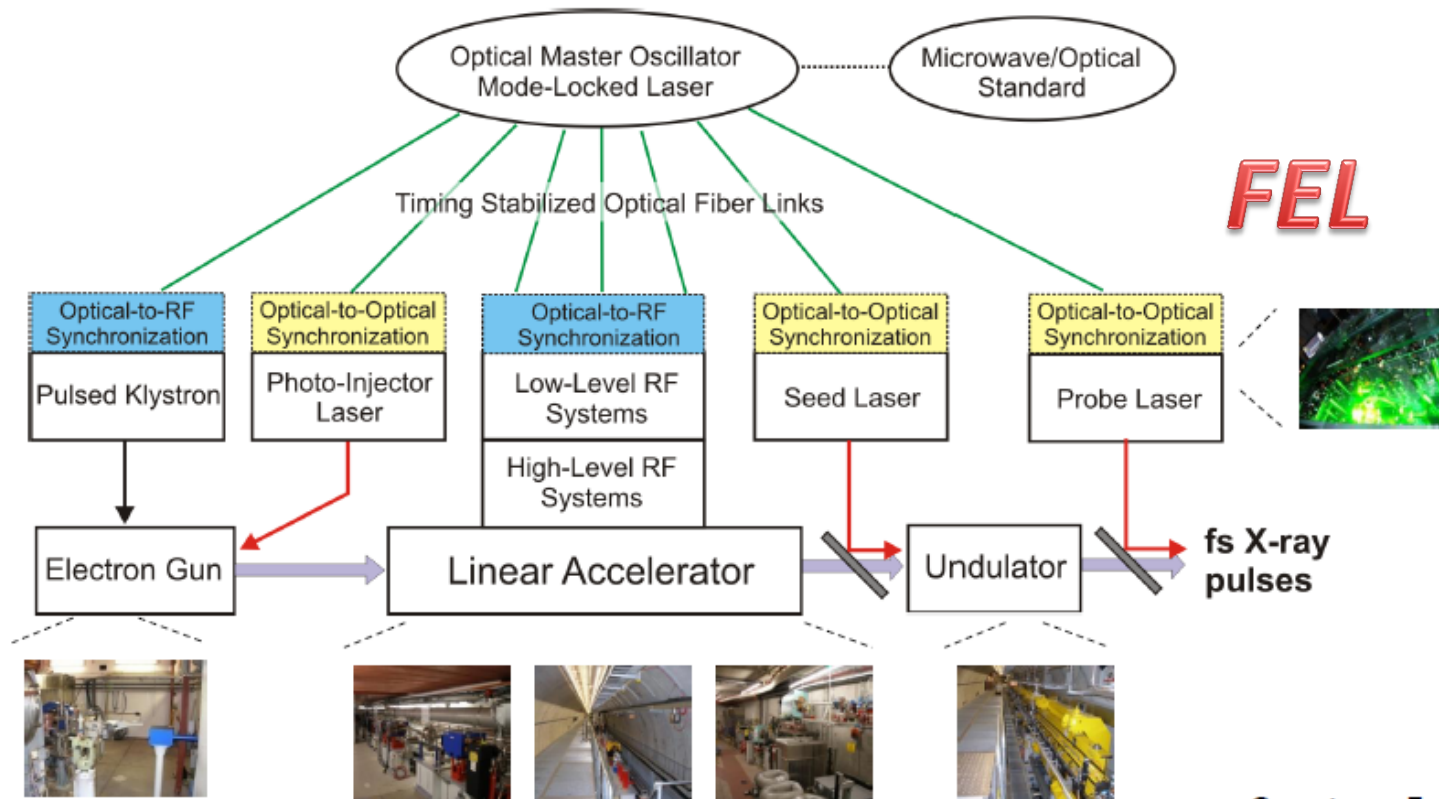 Optical Master Oscillator
Mode-Locked Laser
Microwave/Optical
Standard
Timing Stabilized Optical Fiber Links
FEL
Optical-to-RF
Synchronization
Optical-to-Optical
Synchronization
Optical-to-RF
Synchronization
Optical-to-Optical
Synchronization
Optical-to-Optical
Synchronization
Pulsed Klystron
Photo-Injector
Laser
Low-Level RF
Systems
Seed Laser
Probe Laser
High-Level RF
Systems
Electron Gun
Linear Accelerator
Undulator
fs X-ray
pulses